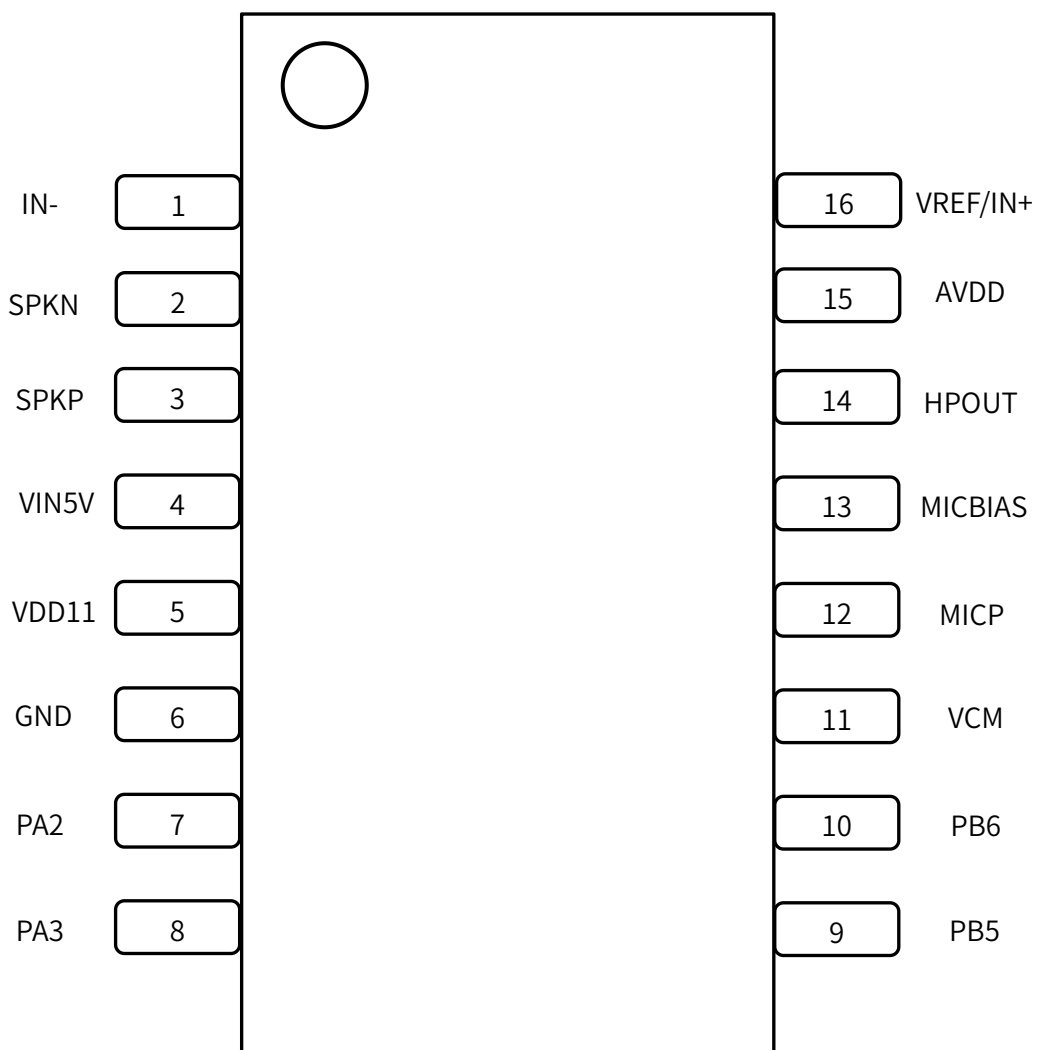 IN- 1 16 VREF/IN+
SPKN 2 15 AVDD
SPKP 3 14 HPOUT
VIN5V 4 13 MICBIAS
VDD11 5 12 MICP
GND 6 11 VCM
PA2 7 10 PB6
PA3 8 9 PB5